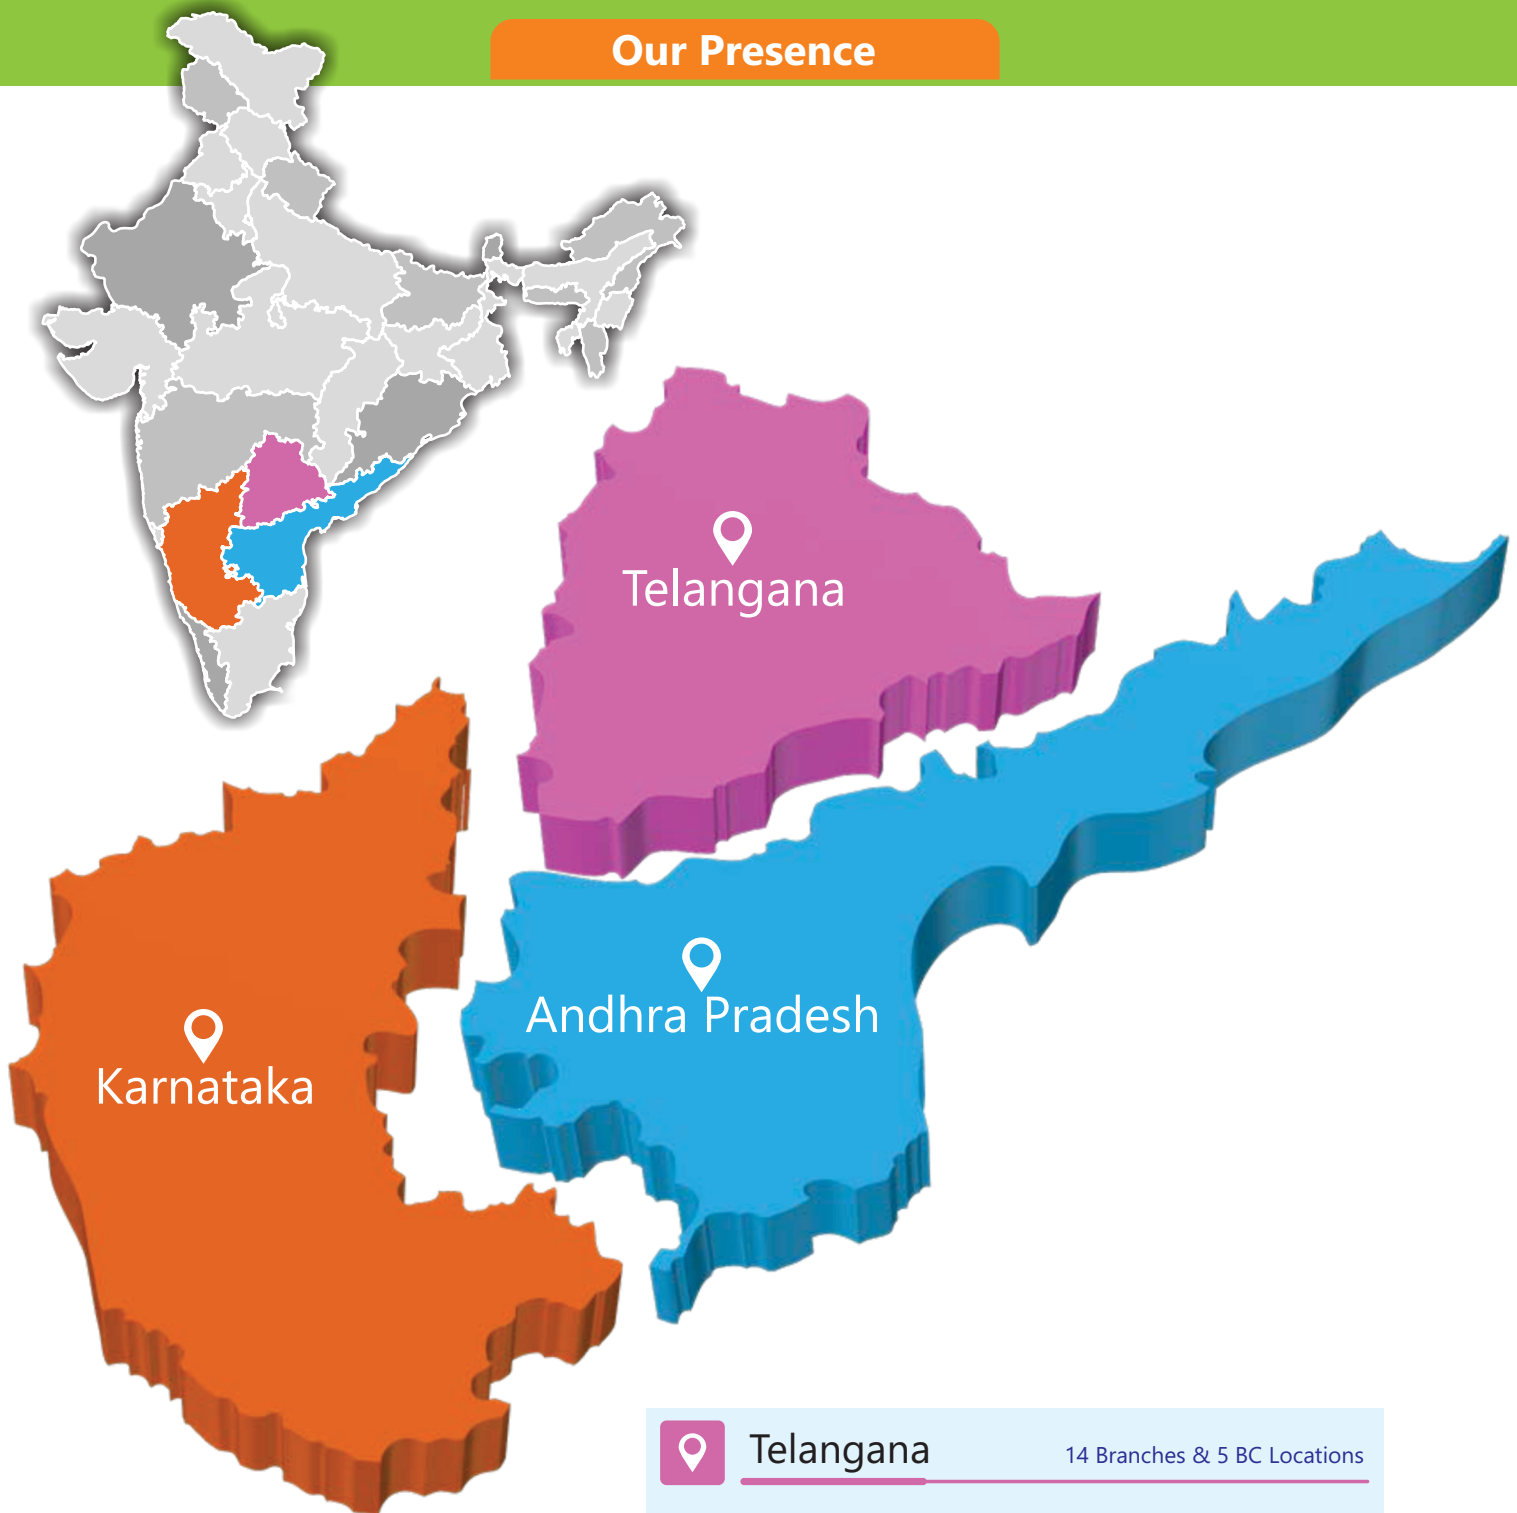 Our Presence
Telangana
Andhra Pradesh
Karnataka
Telangana
14 Branches & 5 BC Locations